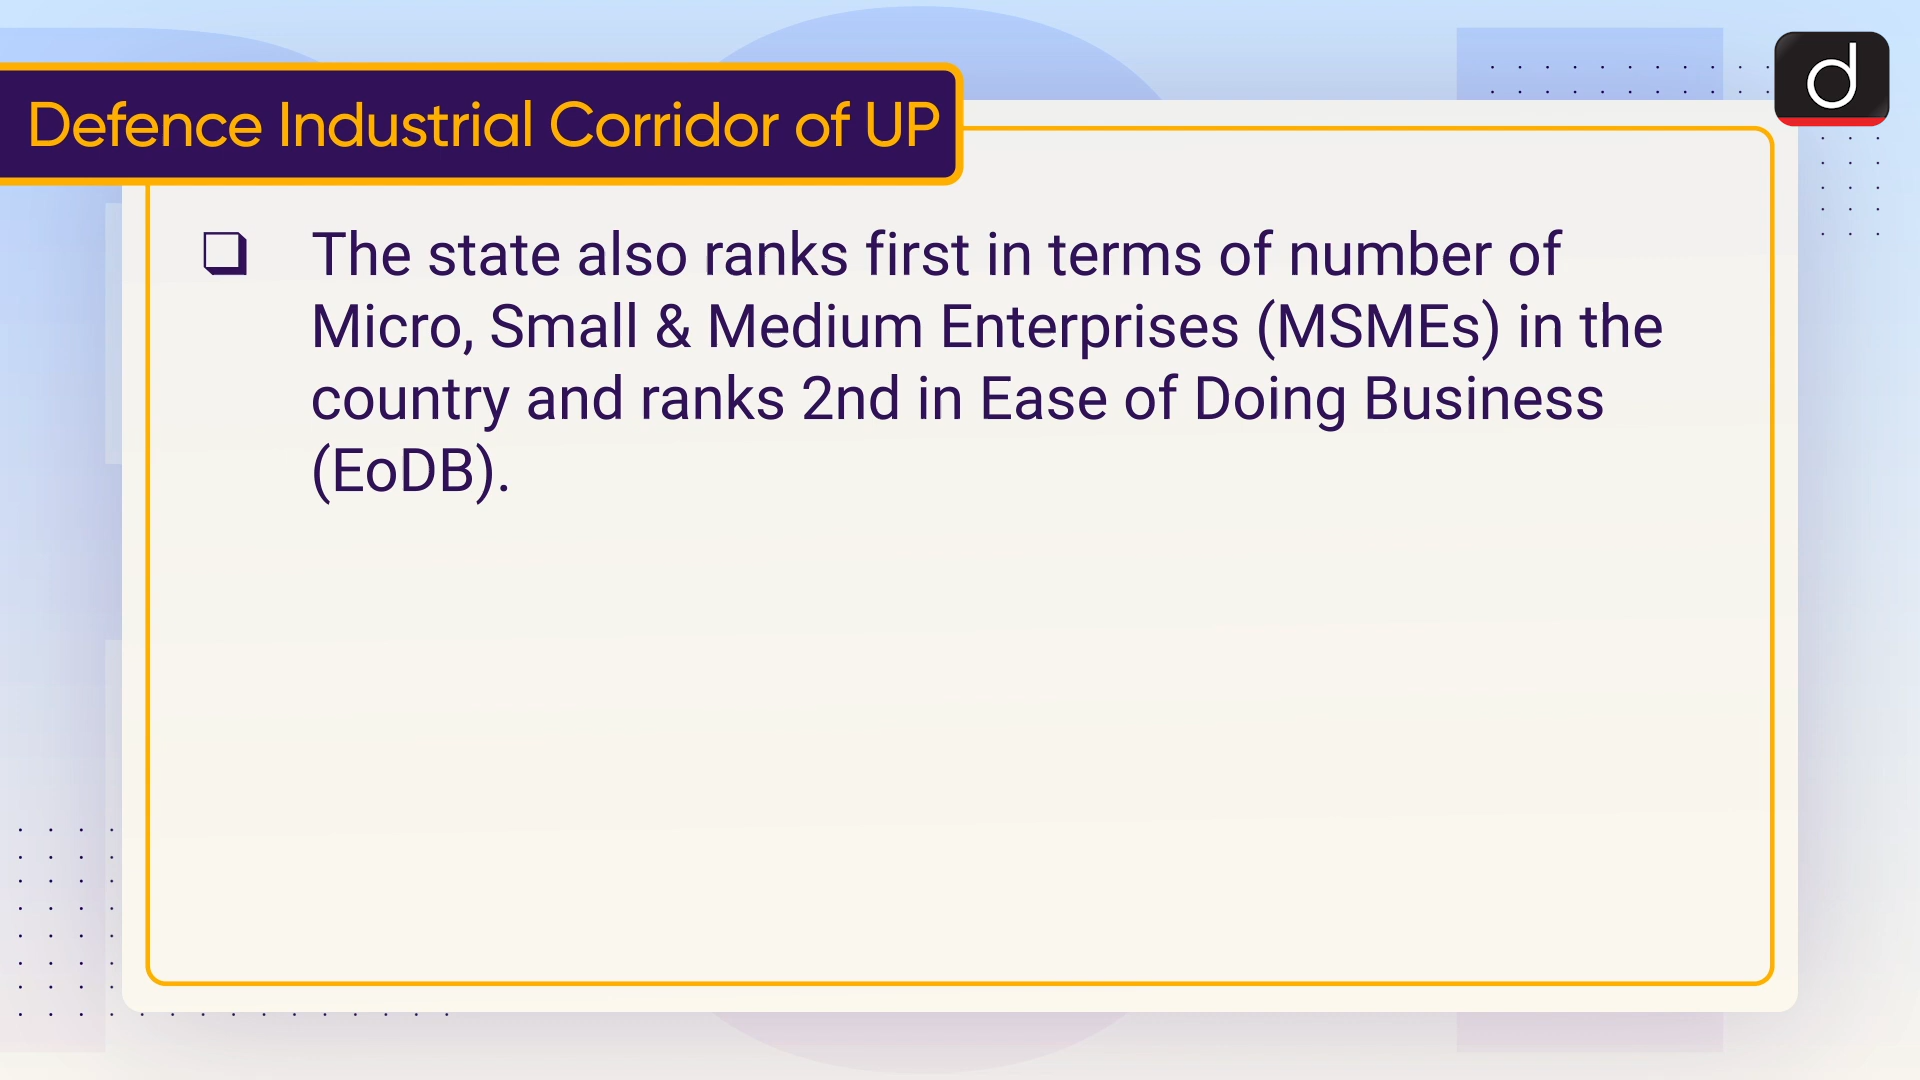 Defence Industrial Corridor of UP
d
❑ The state also ranks first in terms of number of
Micro, Small & Medium Enterprises (MSMEs) in the
country and ranks 2nd in Ease of Doing Business
(EoDB).